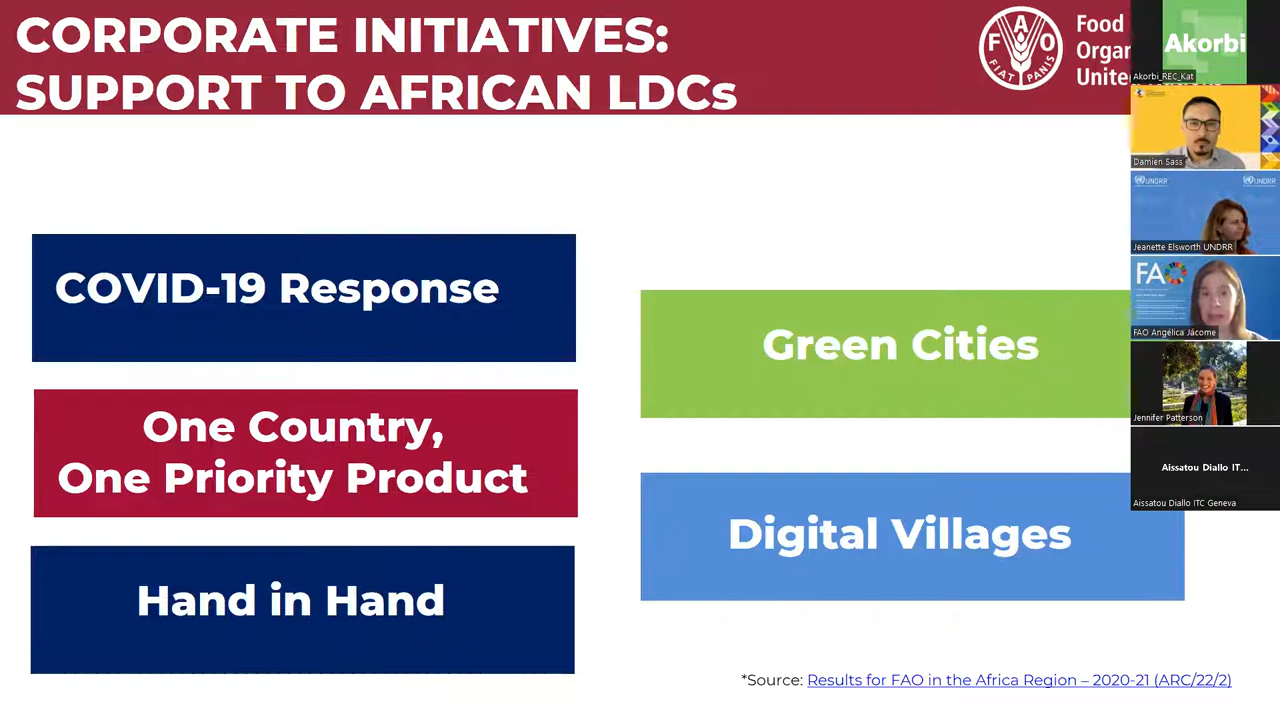 CORPORATE INITIATIVES:
SUPPORT TO AFRICAN LDCs
FAO
FIAT PANIS
Food
COVID-19 Response
One Country,
One Priority Product
Hand in Hand
Green Cities
Digital Villages
*Source: Results for FAO in the Africa Region – 2020-21 (ARC/22/2)
Akorbi
Akorbi_REC_Kat
Damien Sass
UNDRR
UNDRR
Jeanette Elsworth UNDRR
FAO
FAO Angélica Jácome
Jennifer Patterson
Aissatou Diallo IT...
Aissatou Diallo ITC Geneva